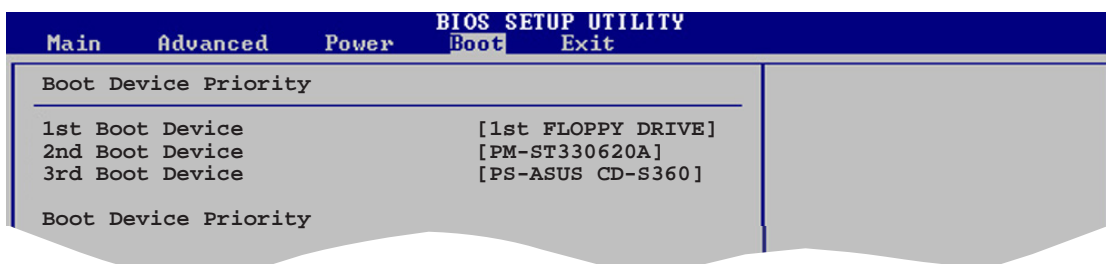 BIOS SETUP UTILITY
Main Advanced Power Boot Exit
Boot Device Priority
1st Boot Device [1st FLOPPY DRIVE]
2nd Boot Device [PM-ST330620A]
3rd Boot Device [PS-ASUS CD-S360]
Boot Device Priority